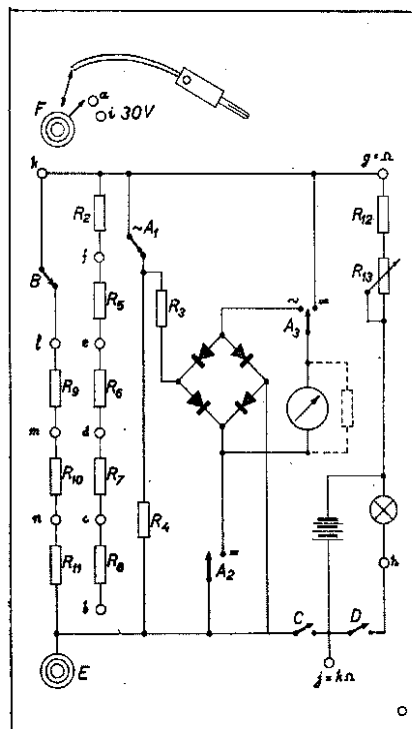 F a
i 30V
k g=Ω
R2 ~A1 R12
f R13
B R5 R3 ~ =
A3
l e
R9 R6
m d
R10 R7 R4
n c
R11 R8 =
A2
b h
C D
E j=kΩ